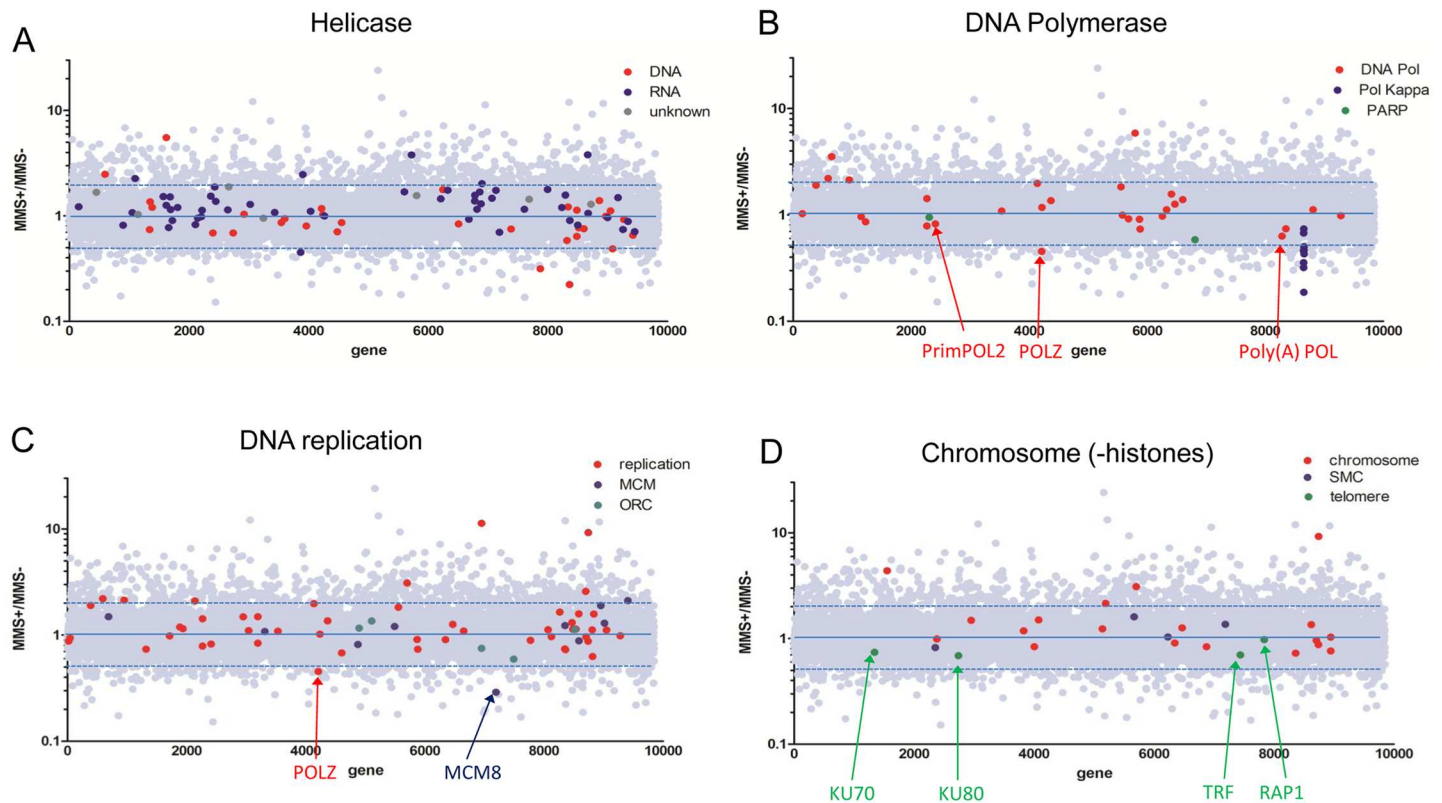 A
Helicase
DNA
RNA
unknown
MMS+/MMS-
10
1
0.1
0
2000
4000
6000
8000
10000
gene
B
DNA Polymerase
DNA Pol
Pol Kappa
PARP
MMS+/MMS-
10
1
0.1
0
2000
4000
6000
8000
10000
PrimPOL2
POLZ
gene
Poly(A) POL
C
DNA replication
replication
MCM
ORC
MMS+/MMS-
10
1
0.1
0
2000
4000
6000
8000
10000
POLZ
gene
MCM8
D
Chromosome (-histones)
chromosome
SMC
telomere
MMS+/MMS-
10
1
0.1
0
2000
4000
6000
8000
10000
gene
KU70
KU80
TRF
RAP1